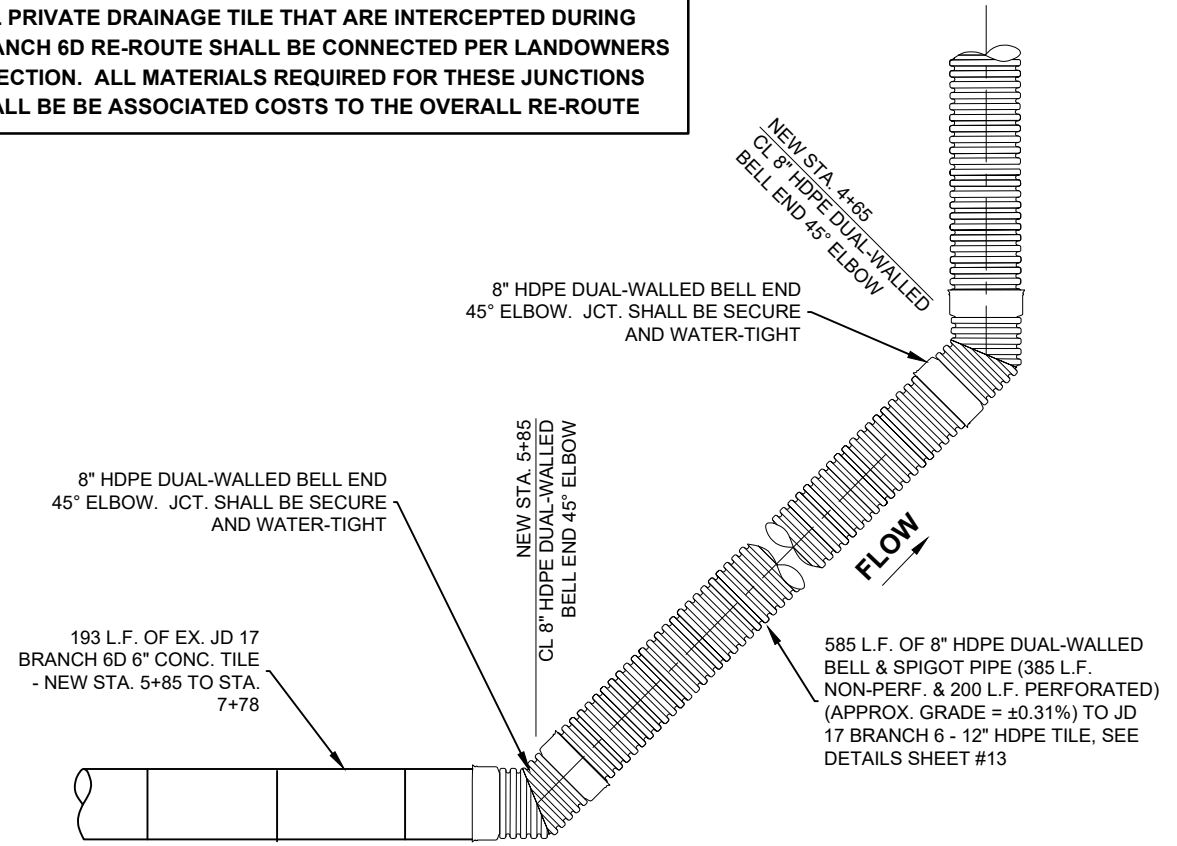 L PRIVATE DRAINAGE TILE THAT ARE INTERCEPTED DURING
ANCH 6D RE-ROUTE SHALL BE CONNECTED PER LANDOWNERS
ECTION. ALL MATERIALS REQUIRED FOR THESE JUNCTIONS
ALL BE BE ASSOCIATED COSTS TO THE OVERALL RE-ROUTE
NEW STA. 4+65
CL 8" HDPE DUAL-WALLED
BELL END 45° ELBOW
8" HDPE DUAL-WALLED BELL END
45° ELBOW. JCT. SHALL BE SECURE
AND WATER-TIGHT
NEW STA. 5+85
CL 8" HDPE DUAL-WALLED
BELL END 45° ELBOW
8" HDPE DUAL-WALLED BELL END
45° ELBOW. JCT. SHALL BE SECURE
AND WATER-TIGHT
FLOW
193 L.F. OF EX. JD 17
BRANCH 6D 6" CONC. TILE
- NEW STA. 5+85 TO STA.
7+78
585 L.F. OF 8" HDPE DUAL-WALLED
BELL & SPIGOT PIPE (385 L.F.
NON-PERF. & 200 L.F. PERFORATED)
(APPROX. GRADE = ±0.31%) TO JD
17 BRANCH 6 - 12" HDPE TILE, SEE
DETAILS SHEET #13